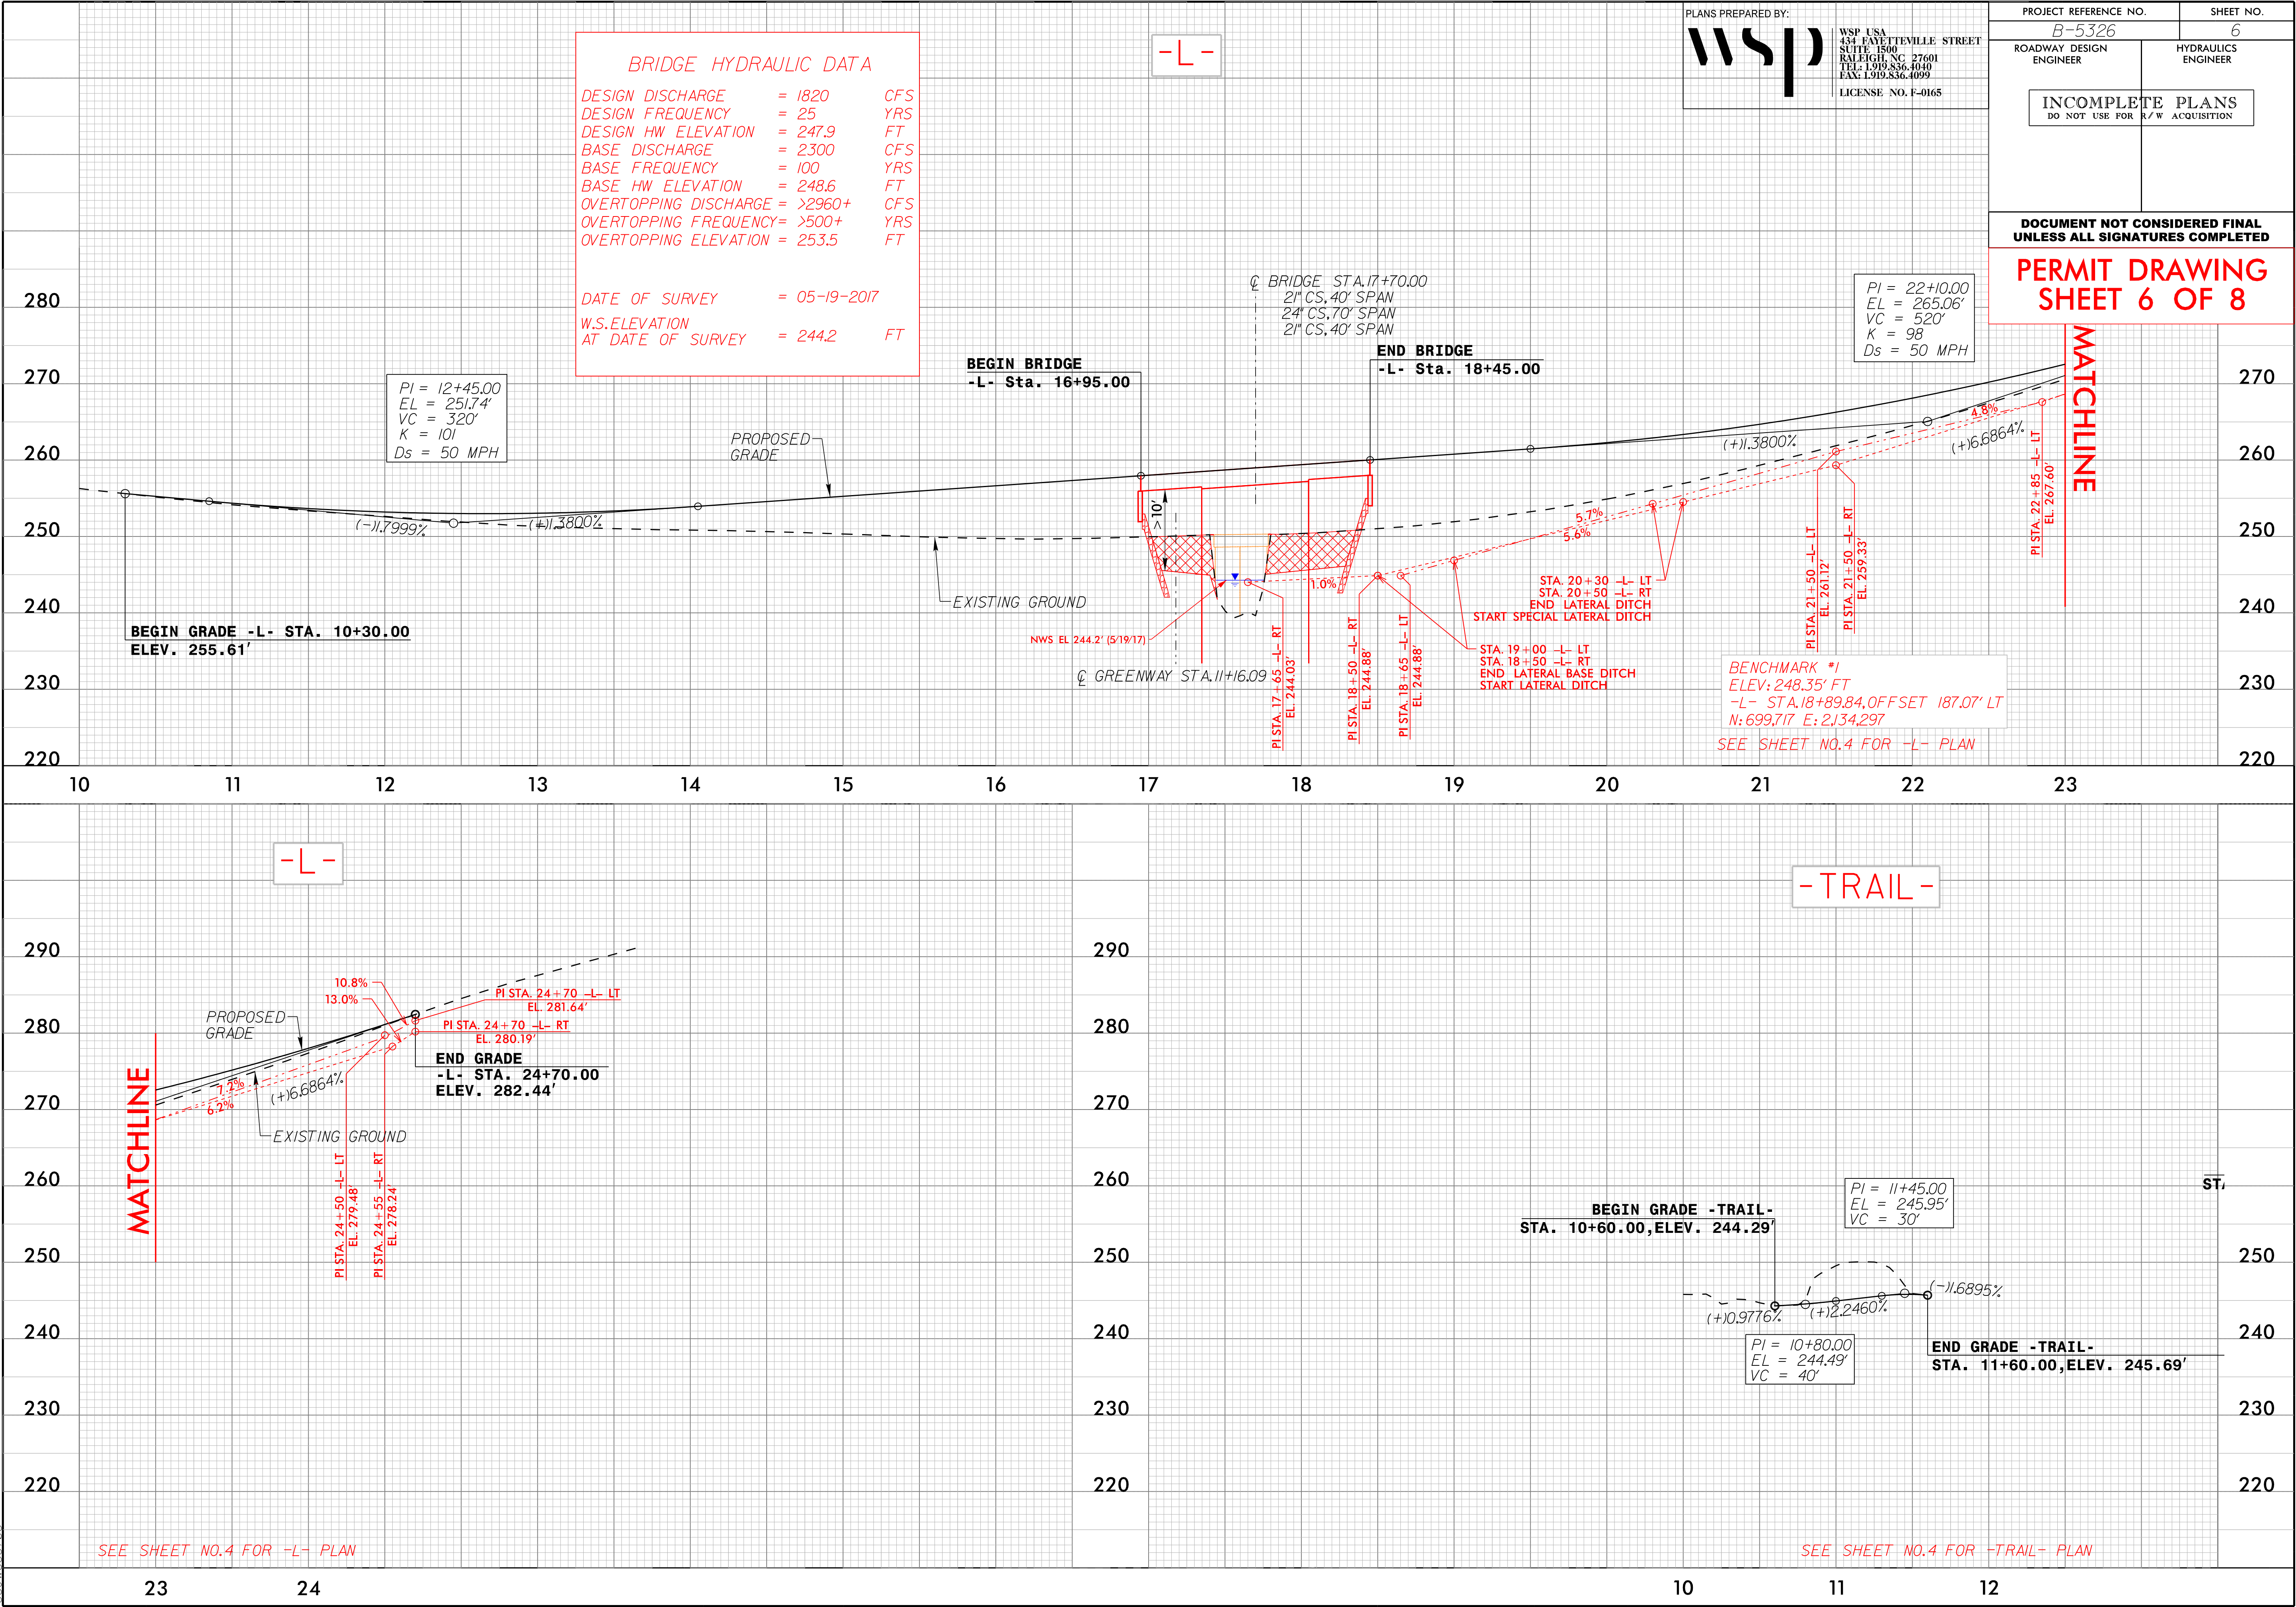 PLANS PREPARED BY:
wsp
WSP USA
434 FAYETTEVILLE STREET
SUITE 1500
RALEIGH, NC 27601
TEL: 1.919.836.4040
FAX: 1.919.836.4099
LICENSE NO. F-0165
PROJECT REFERENCE NO.
SHEET NO.
B-5326
6
ROADWAY DESIGN
ENGINEER
HYDRAULICS
ENGINEER
INCOMPLETE PLANS
DO NOT USE FOR R/W ACQUISITION
DOCUMENT NOT CONSIDERED FINAL
UNLESS ALL SIGNATURES COMPLETED
PERMIT DRAWING
SHEET 6 OF 8
-L-
BRIDGE HYDRAULIC DATA
DESIGN DISCHARGE = 1820 CFS
DESIGN FREQUENCY = 25 YRS
DESIGN HW ELEVATION = 247.9 FT
BASE DISCHARGE = 2300 CFS
BASE FREQUENCY = 100 YRS
BASE HW ELEVATION = 248.6 FT
OVERTOPPING DISCHARGE = >2960+ CFS
OVERTOPPING FREQUENCY= >500+ YRS
OVERTOPPING ELEVATION = 253.5 FT
DATE OF SURVEY = 05-19-2017
W.S.ELEVATION
AT DATE OF SURVEY = 244.2 FT
℄ BRIDGE STA.17+70.00
21" CS,40' SPAN
24" CS,70' SPAN
21" CS,40' SPAN
PI = 22+10.00
EL = 265.06'
VC = 520'
K = 98
Ds = 50 MPH
PI = 12+45.00
EL = 251.74'
VC = 320'
K = 101
Ds = 50 MPH
BEGIN BRIDGE
-L- Sta. 16+95.00
END BRIDGE
-L- Sta. 18+45.00
PROPOSED
GRADE
MATCHLINE
280
270
260
250
240
230
220
270
260
250
240
230
220
(-)1.7999%
(+)1.3800%
(+)1.3800%
(+)6.6864%
4.8%
5.7%
5.6%
1.0%
>10'
EXISTING GROUND
BEGIN GRADE -L- STA. 10+30.00
ELEV. 255.61'
NWS EL 244.2' (5/19/17)
℄ GREENWAY STA.11+16.09
PI STA. 17+65 -L- RT
EL. 244.03'
PI STA. 18+50 -L- RT
EL. 244.88'
PI STA. 18+65 -L- LT
EL. 244.88'
STA. 20+30 -L- LT
STA. 20+50 -L- RT
END LATERAL DITCH
START SPECIAL LATERAL DITCH
STA. 19+00 -L- LT
STA. 18+50 -L- RT
END LATERAL BASE DITCH
START LATERAL DITCH
PI STA. 21+50 -L- LT
EL. 261.12'
PI STA. 21+50 -L- RT
EL. 259.33'
PI STA. 22+85 -L- LT
EL. 267.60'
BENCHMARK #1
ELEV: 248.35' FT
-L- STA.18+89.84,OFFSET 187.07' LT
N: 699,717 E: 2,134,297
SEE SHEET NO.4 FOR -L- PLAN
10 11 12 13 14 15 16 17 18 19 20 21 22 23
-L-
290
280
270
260
250
240
230
220
MATCHLINE
PROPOSED
GRADE
10.8%
13.0%
7.2%
6.2%
(+)6.6864%
PI STA. 24+70 -L- LT
EL. 281.64'
PI STA. 24+70 -L- RT
EL. 280.19'
END GRADE
-L- STA. 24+70.00
ELEV. 282.44'
EXISTING GROUND
PI STA. 24+50 -L- LT
EL. 279.48'
PI STA. 24+55 -L- RT
EL. 278.24'
SEE SHEET NO.4 FOR -L- PLAN
23 24
-TRAIL-
290
280
270
260
250
240
230
220
290
280
270
260
250
240
230
220
BEGIN GRADE -TRAIL-
STA. 10+60.00,ELEV. 244.29'
PI = 11+45.00
EL = 245.95'
VC = 30'
(+)0.9776%
(+)2.2460%
(-)1.6895%
PI = 10+80.00
EL = 244.49'
VC = 40'
END GRADE -TRAIL-
STA. 11+60.00,ELEV. 245.69'
SEE SHEET NO.4 FOR -TRAIL- PLAN
10 11 12